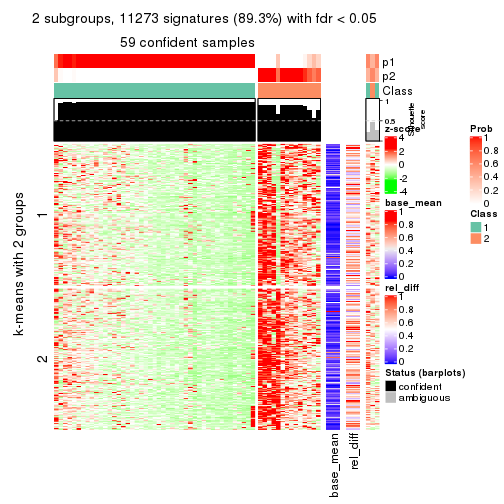 2 subgroups, 11273 signatures (89.3%) with fdr < 0.05
59 confident samples
p1
p2
Class
1
0.5
0
Silhouette
score
k-means with 2 groups
1
2
base_mean
rel_diff
z-score
4
2
0
-2
-4
base_mean
1
0.8
0.6
0.4
0.2
0
rel_diff
1
0.8
0.6
0.4
0.2
0
Status (barplots)
confident
ambiguous
Prob
1
0.8
0.6
0.4
0.2
0
Class
1
2